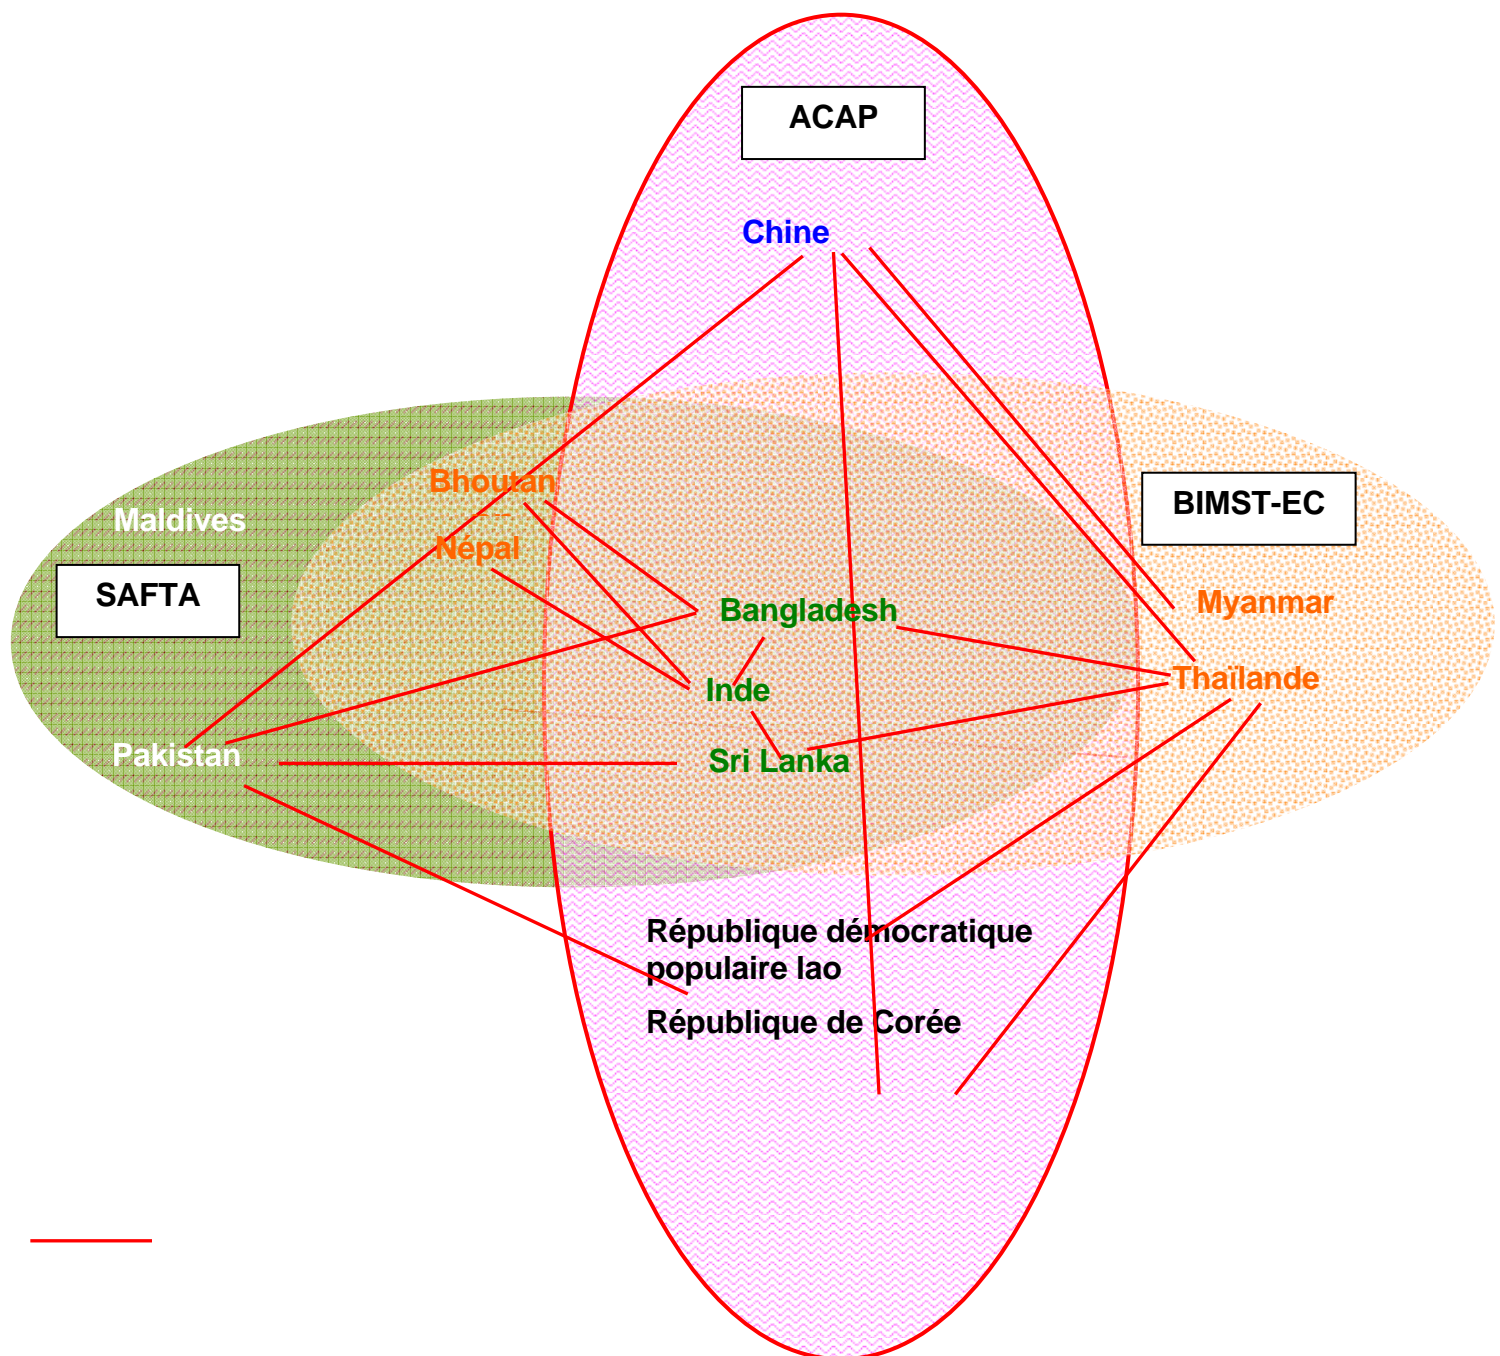 ACAP
Chine
Bhoutan
BIMST-EC
Maldives
Népal
SAFTA
Bangladesh
Myanmar
Inde
Thaïlande
Pakistan
Sri Lanka
République démocratique
populaire lao
République de Corée